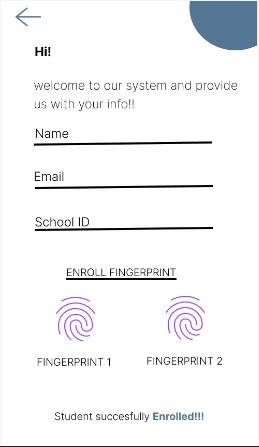 Hi!
welcome to our system and provide
us with your info!!
Name
Email
School ID
ENROLL FINGERPRINT
FINGERPRINT 1
FINGERPRINT 2
Student succesfully Enrolled!!!